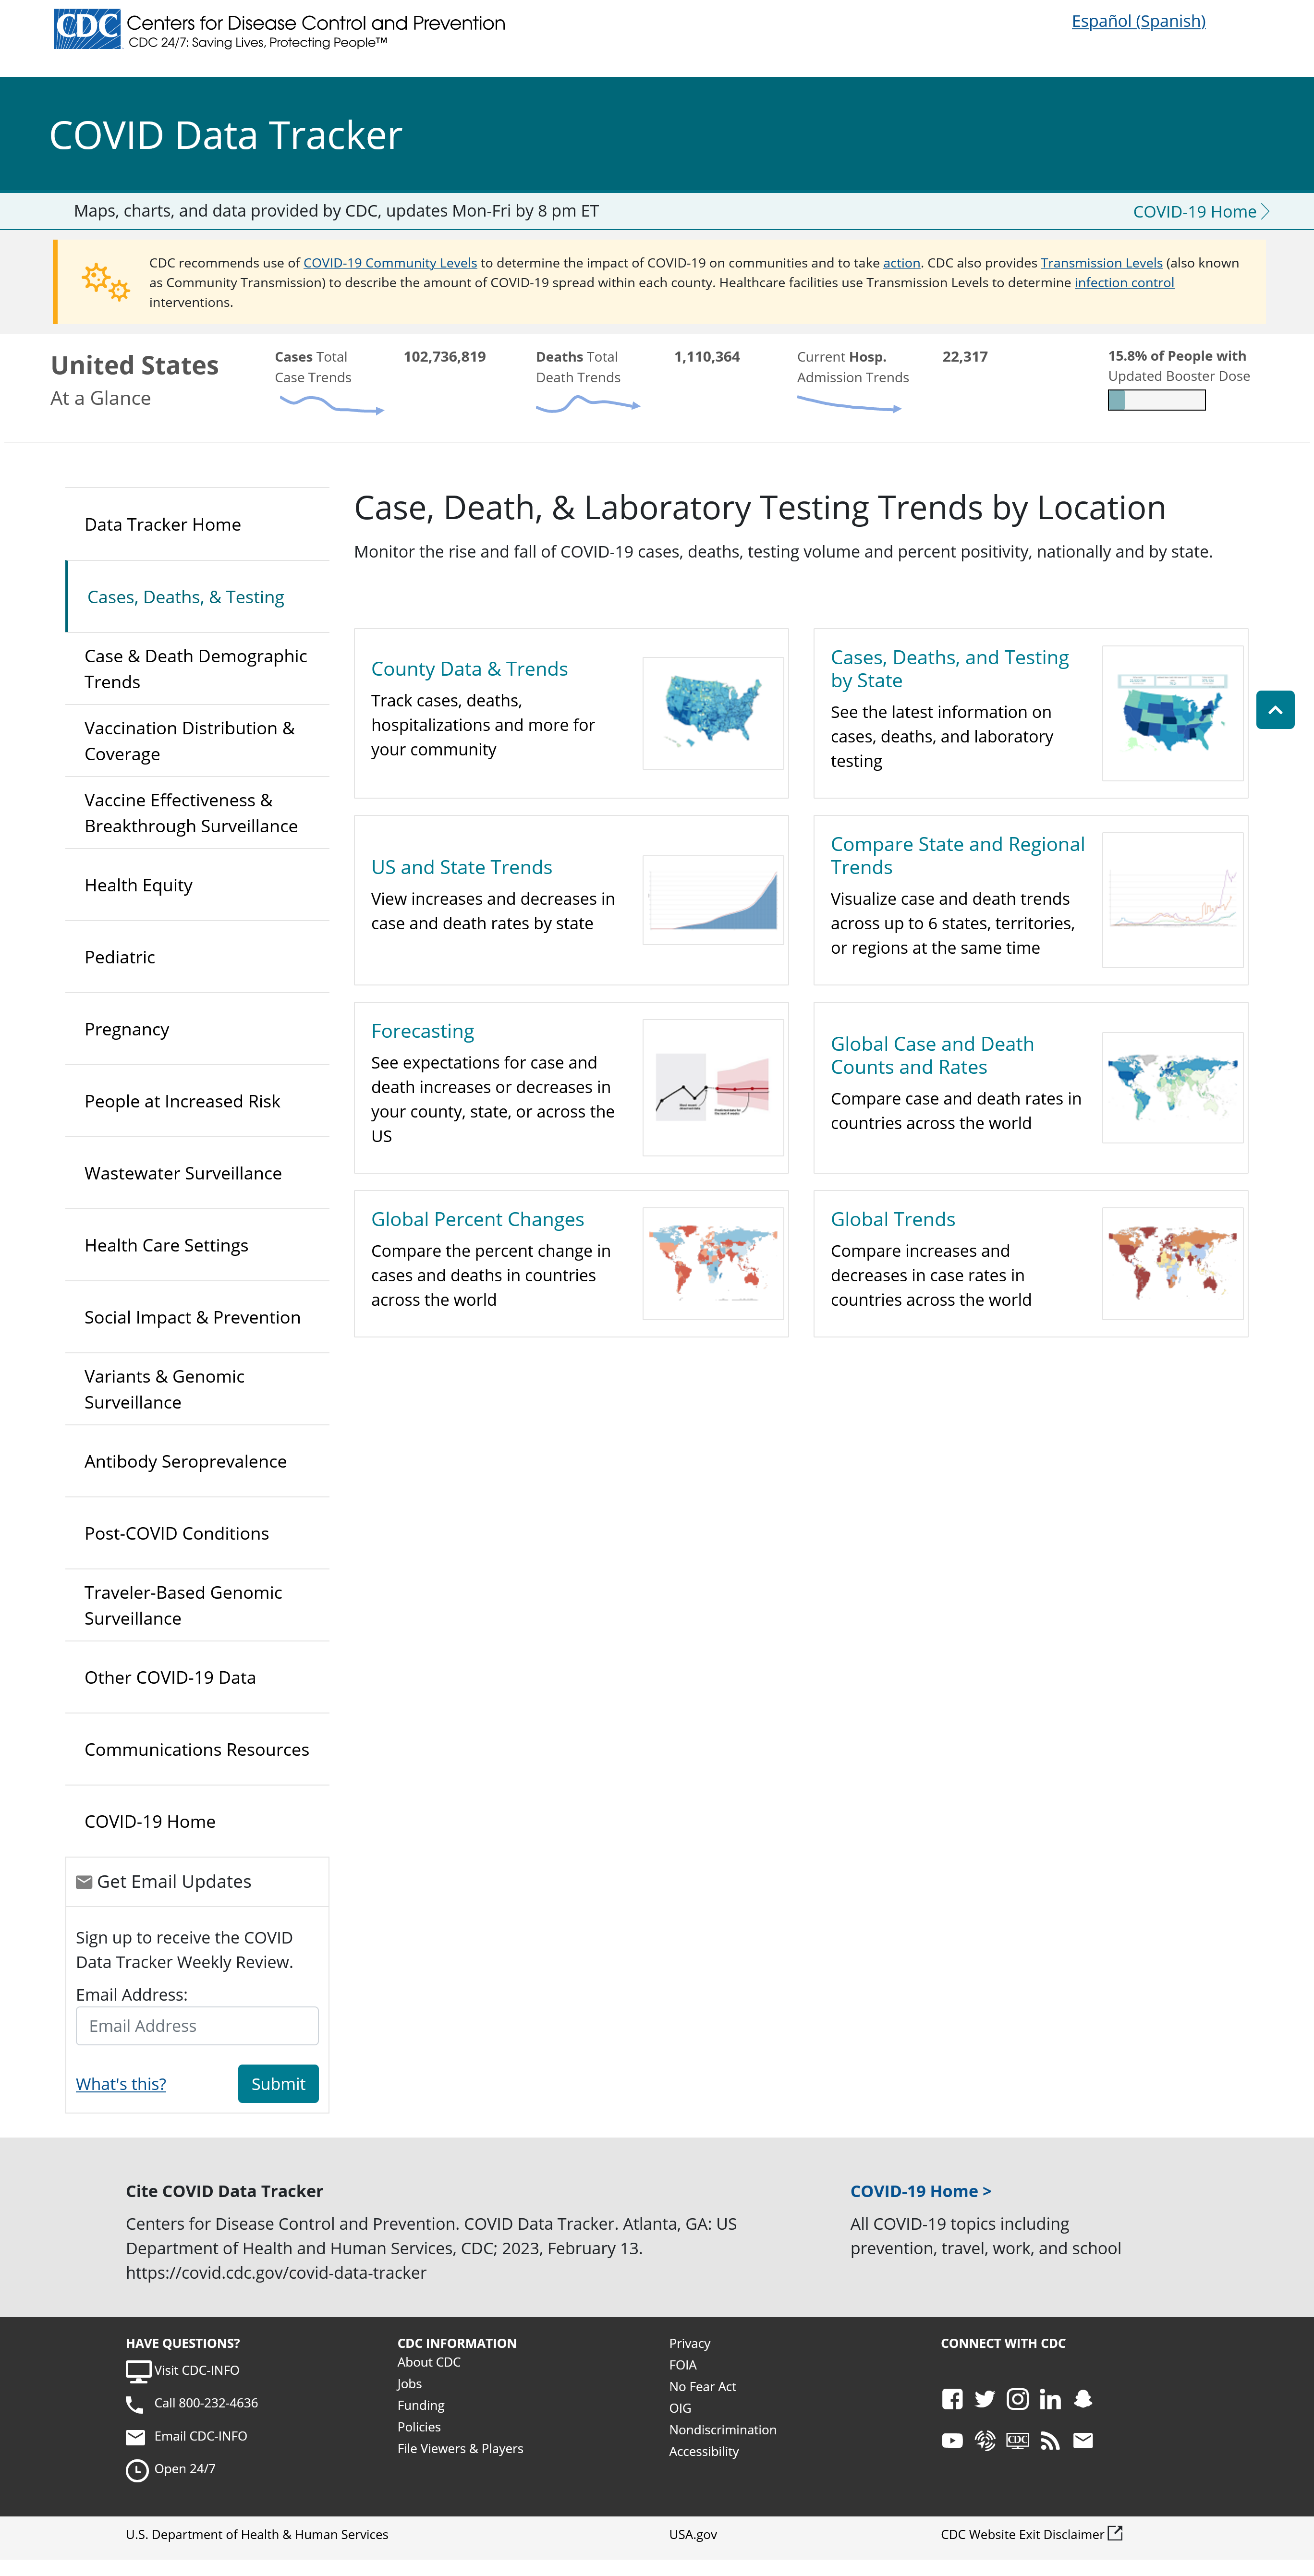 CDC Centers for Disease Control and Prevention
CDC 24/7: Saving Lives, Protecting People™
Español (Spanish)
COVID Data Tracker
Maps, charts, and data provided by CDC, updates Mon-Fri by 8 pm ET
COVID-19 Home
CDC recommends use of COVID-19 Community Levels to determine the impact of COVID-19 on communities and to take action. CDC also provides Transmission Levels (also known
as Community Transmission) to describe the amount of COVID-19 spread within each county. Healthcare facilities use Transmission Levels to determine infection control
interventions.
United States
At a Glance
Cases Total 102,736,819
Case Trends
Deaths Total 1,110,364
Death Trends
Current Hosp. 22,317
Admission Trends
15.8% of People with
Updated Booster Dose
Data Tracker Home
Cases, Deaths, & Testing
Case & Death Demographic
Trends
Vaccination Distribution &
Coverage
Vaccine Effectiveness &
Breakthrough Surveillance
Health Equity
Pediatric
Pregnancy
People at Increased Risk
Wastewater Surveillance
Health Care Settings
Social Impact & Prevention
Variants & Genomic
Surveillance
Antibody Seroprevalence
Post-COVID Conditions
Traveler-Based Genomic
Surveillance
Other COVID-19 Data
Communications Resources
COVID-19 Home
Get Email Updates
Sign up to receive the COVID
Data Tracker Weekly Review.
Email Address:
Email Address
What's this?
Submit
Case, Death, & Laboratory Testing Trends by Location
Monitor the rise and fall of COVID-19 cases, deaths, testing volume and percent positivity, nationally and by state.
County Data & Trends
Track cases, deaths,
hospitalizations and more for
your community
Cases, Deaths, and Testing
by State
See the latest information on
cases, deaths, and laboratory
testing
US and State Trends
View increases and decreases in
case and death rates by state
Compare State and Regional
Trends
Visualize case and death trends
across up to 6 states, territories,
or regions at the same time
Forecasting
See expectations for case and
death increases or decreases in
your county, state, or across the
US
Global Case and Death
Counts and Rates
Compare case and death rates in
countries across the world
Global Percent Changes
Compare the percent change in
cases and deaths in countries
across the world
Global Trends
Compare increases and
decreases in case rates in
countries across the world
Cite COVID Data Tracker
Centers for Disease Control and Prevention. COVID Data Tracker. Atlanta, GA: US
Department of Health and Human Services, CDC; 2023, February 13.
https://covid.cdc.gov/covid-data-tracker
COVID-19 Home >
All COVID-19 topics including
prevention, travel, work, and school
HAVE QUESTIONS?
Visit CDC-INFO
Call 800-232-4636
Email CDC-INFO
Open 24/7
CDC INFORMATION
About CDC
Jobs
Funding
Policies
File Viewers & Players
Privacy
FOIA
No Fear Act
OIG
Nondiscrimination
Accessibility
CONNECT WITH CDC
CDC
U.S. Department of Health & Human Services
USA.gov
CDC Website Exit Disclaimer